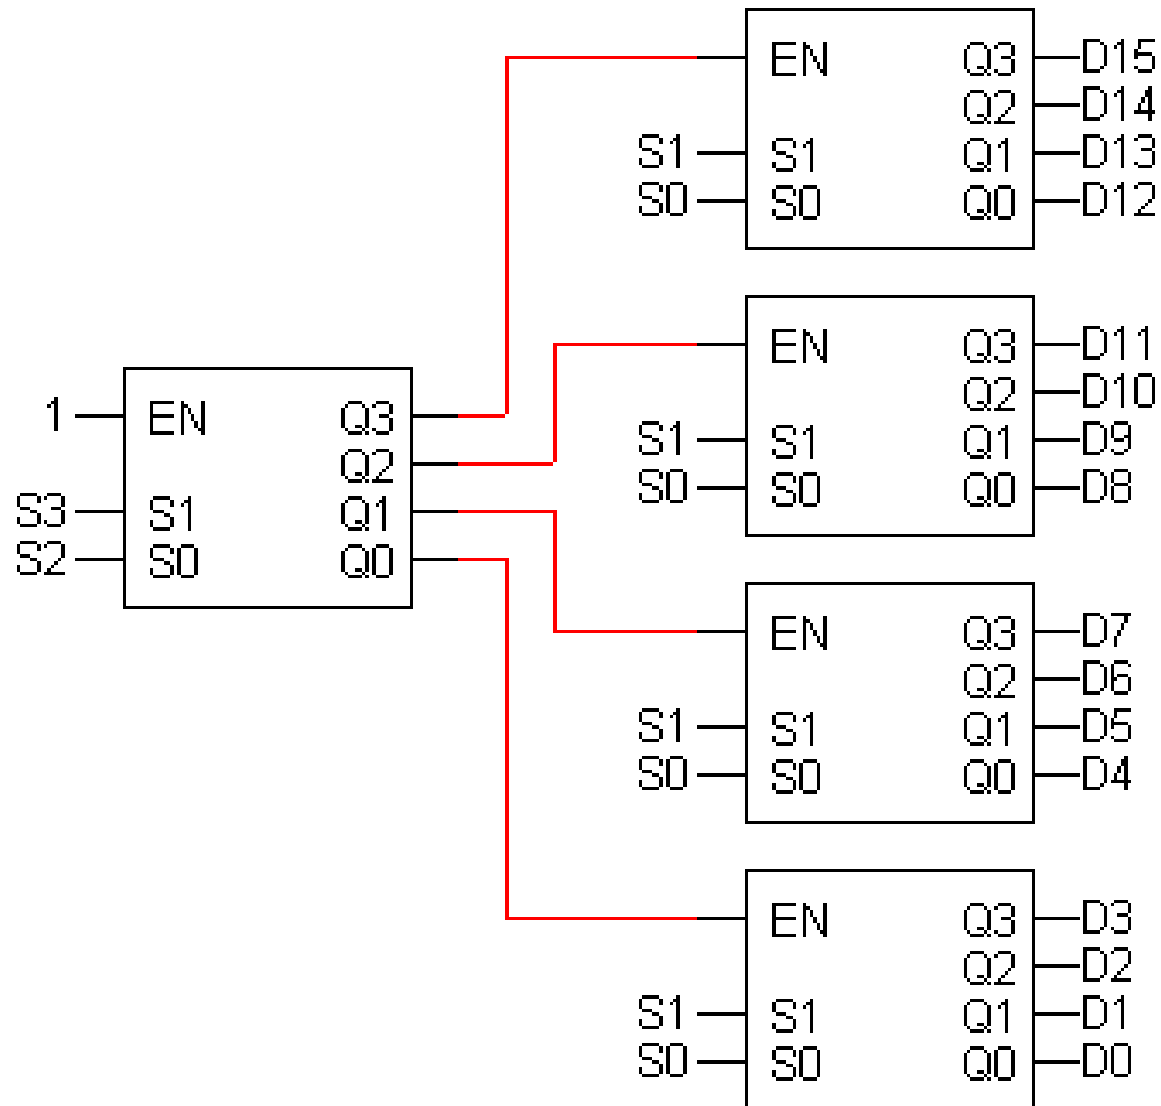 EN Q3 D15
Q2 D14
S1 S1 Q1 D13
S0 S0 Q0 D12
EN Q3 D11
Q2 D10
S1 S1 Q1 D9
S0 S0 Q0 D8
1 EN Q3
Q2
S3 S1 Q1
S2 S0 Q0
EN Q3 D7
Q2 D6
S1 S1 Q1 D5
S0 S0 Q0 D4
EN Q3 D3
Q2 D2
S1 S1 Q1 D1
S0 S0 Q0 D0